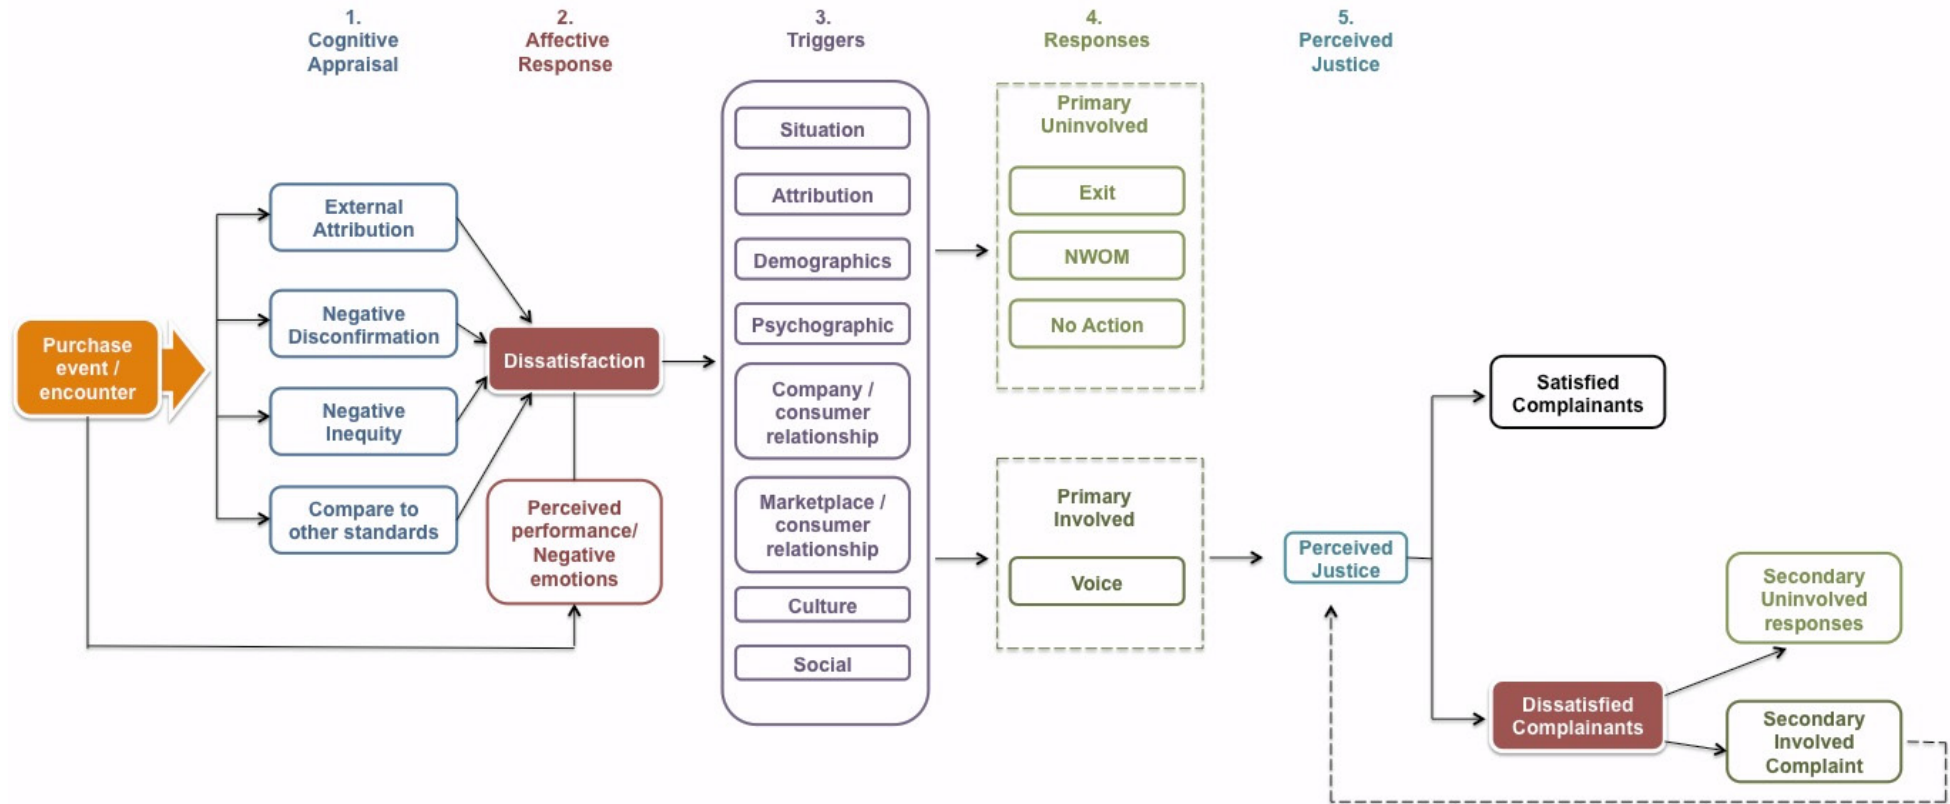 1.
Cognitive
Appraisal
2.
Affective
Response
3.
Triggers
4.
Responses
5.
Perceived
Justice
Purchase
event /
encounter
External
Attribution
Negative
Disconfirmation
Negative
Inequity
Compare to
other standards
Dissatisfaction
Perceived
performance/
Negative
emotions
Situation
Attribution
Demographics
Psychographic
Company /
consumer
relationship
Marketplace /
consumer
relationship
Culture
Social
Primary
Uninvolved
Exit
NWOM
No Action
Primary
Involved
Voice
Perceived
Justice
Satisfied
Complainants
Dissatisfied
Complainants
Secondary
Uninvolved
responses
Secondary
Involved
Complaint